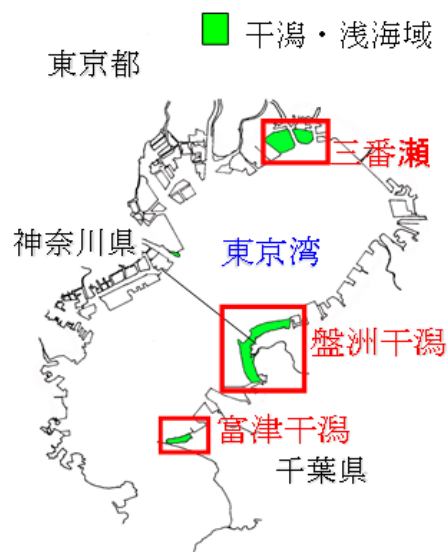 干潟・浅海域
東京都
三番瀬
神奈川県
東京湾
盤洲干潟
富津干潟
千葉県